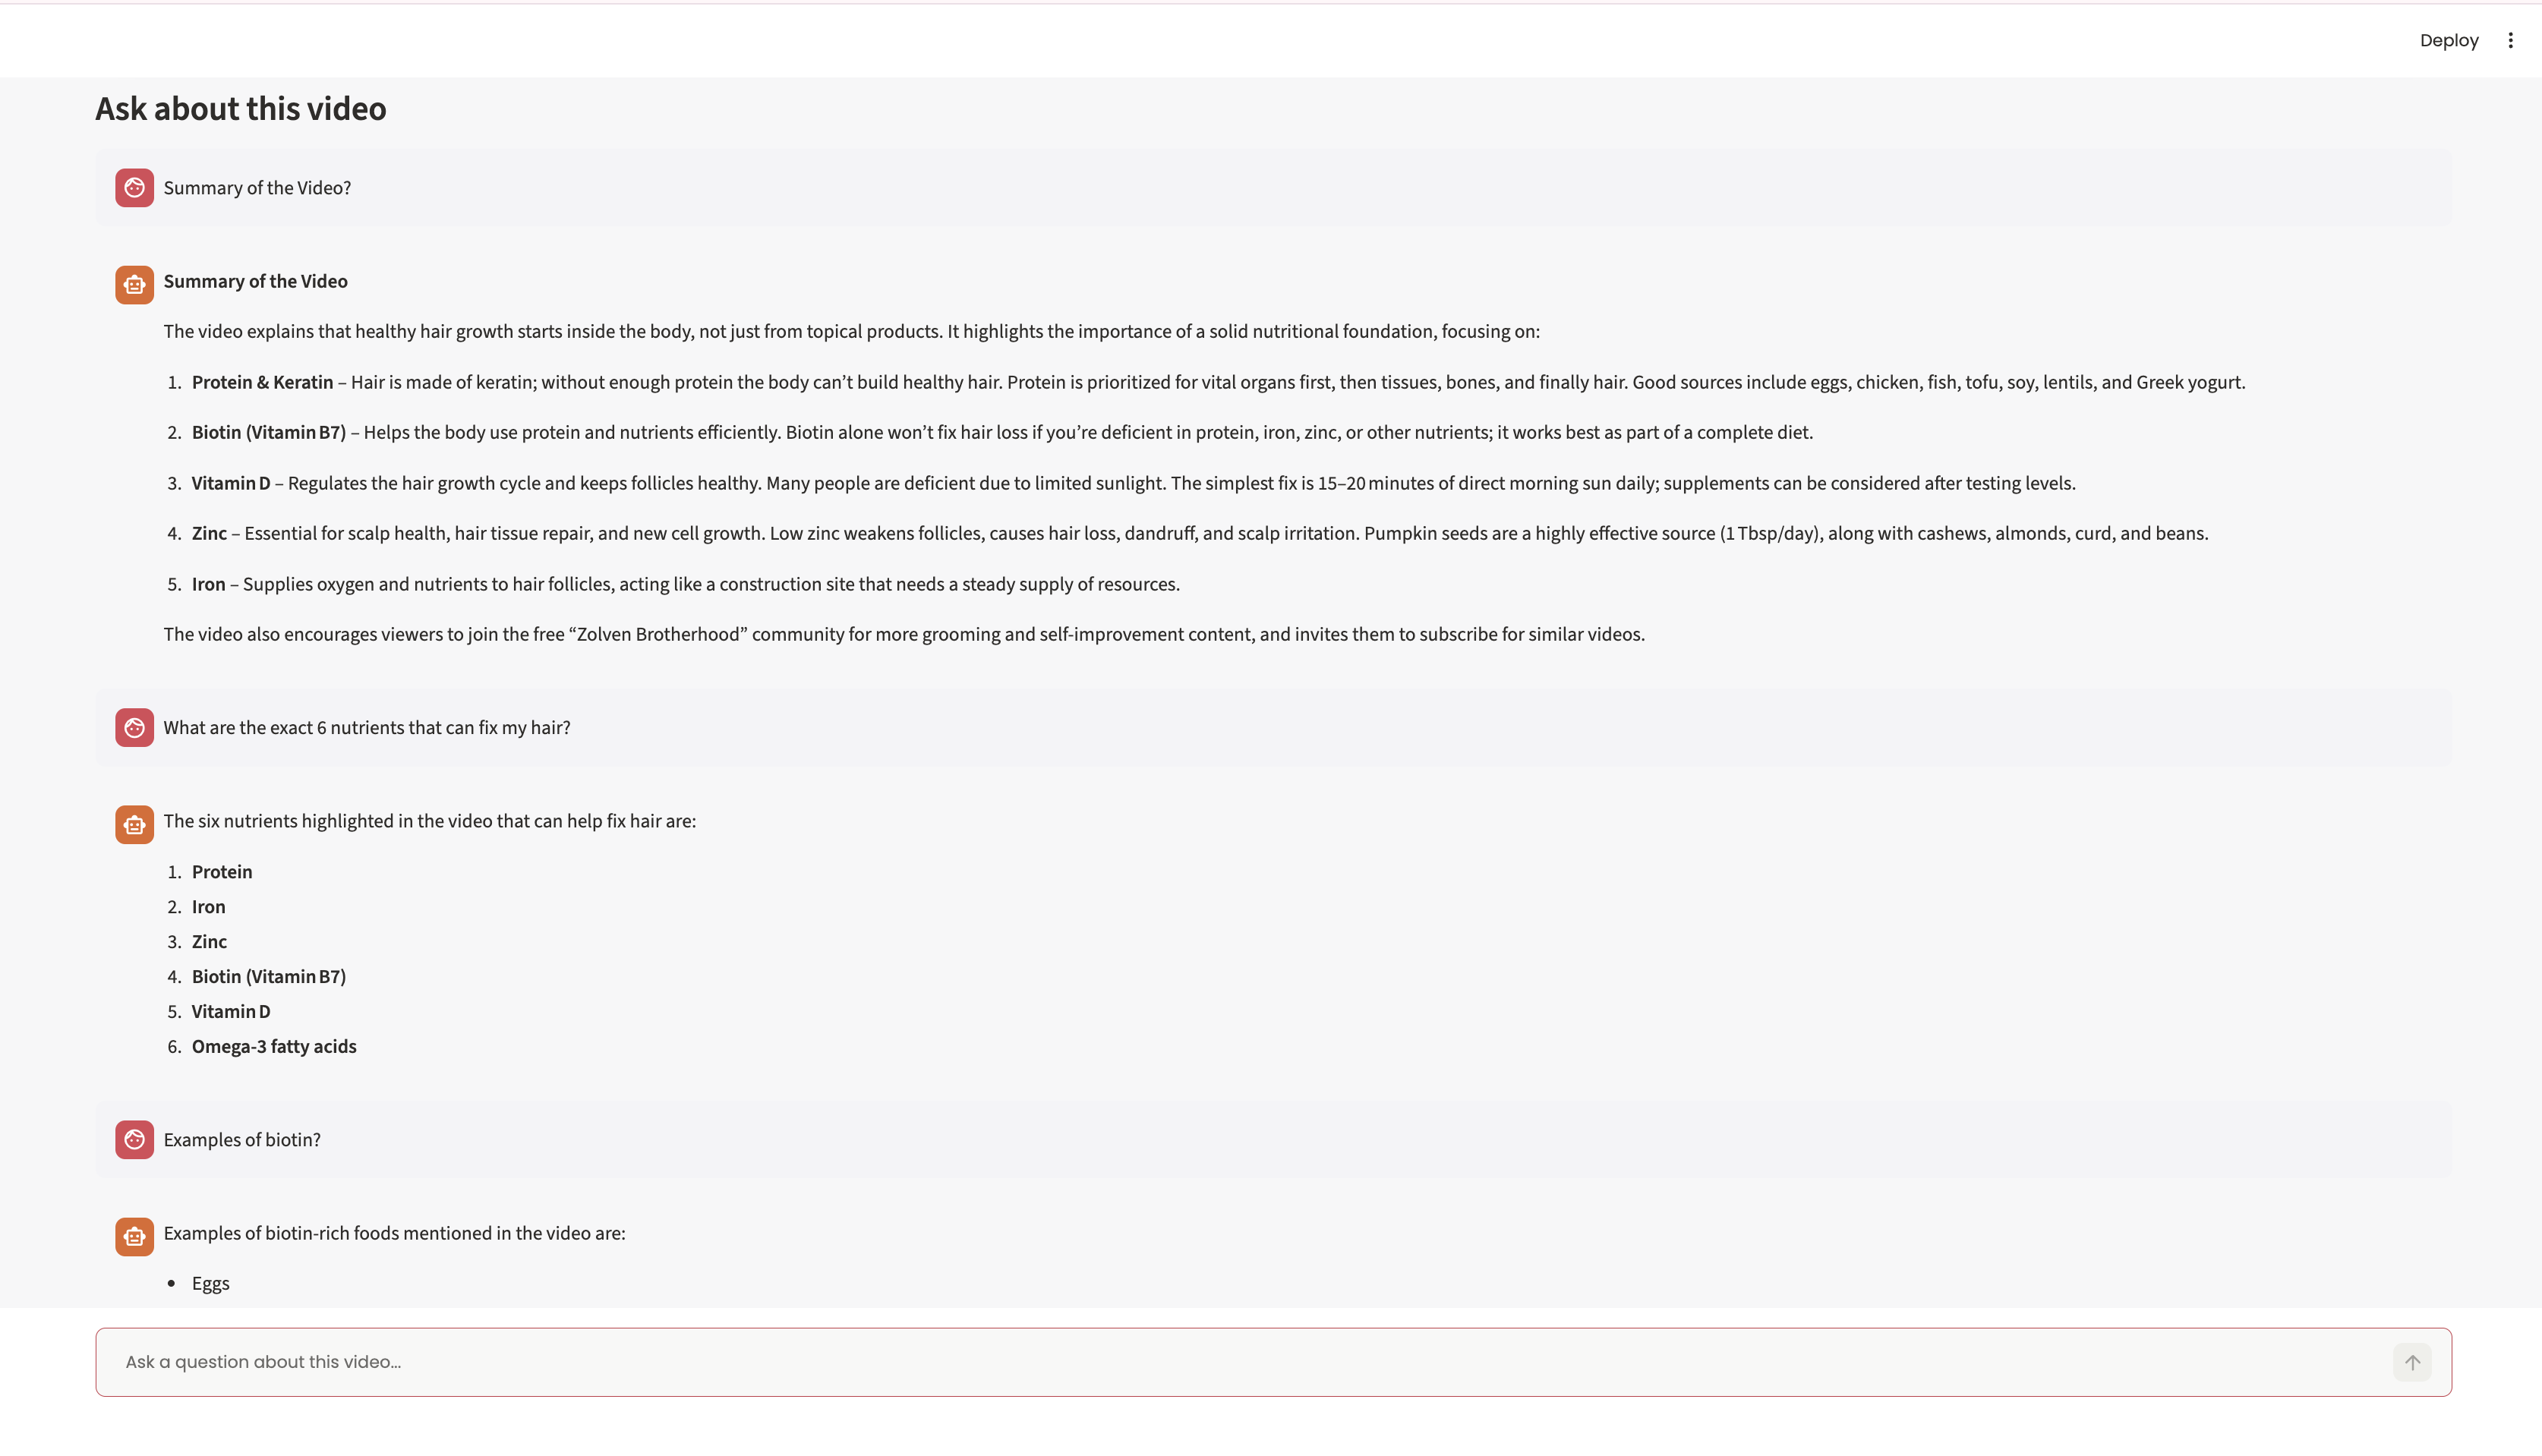 Deploy
Ask about this video
Summary of the Video?
Summary of the Video
The video explains that healthy hair growth starts inside the body, not just from topical products. It highlights the importance of a solid nutritional foundation, focusing on:
1. Protein & Keratin – Hair is made of keratin; without enough protein the body can’t build healthy hair. Protein is prioritized for vital organs first, then tissues, bones, and finally hair. Good sources include eggs, chicken, fish, tofu, soy, lentils, and Greek yogurt.
2. Biotin (Vitamin B7) – Helps the body use protein and nutrients efficiently. Biotin alone won’t fix hair loss if you’re deficient in protein, iron, zinc, or other nutrients; it works best as part of a complete diet.
3. Vitamin D – Regulates the hair growth cycle and keeps follicles healthy. Many people are deficient due to limited sunlight. The simplest fix is 15–20 minutes of direct morning sun daily; supplements can be considered after testing levels.
4. Zinc – Essential for scalp health, hair tissue repair, and new cell growth. Low zinc weakens follicles, causes hair loss, dandruff, and scalp irritation. Pumpkin seeds are a highly effective source (1 Tbsp/day), along with cashews, almonds, curd, and beans.
5. Iron – Supplies oxygen and nutrients to hair follicles, acting like a construction site that needs a steady supply of resources.
The video also encourages viewers to join the free “Zolven Brotherhood” community for more grooming and self-improvement content, and invites them to subscribe for similar videos.
What are the exact 6 nutrients that can fix my hair?
The six nutrients highlighted in the video that can help fix hair are:
1. Protein
2. Iron
3. Zinc
4. Biotin (Vitamin B7)
5. Vitamin D
6. Omega-3 fatty acids
Examples of biotin?
Examples of biotin-rich foods mentioned in the video are:
• Eggs
Ask a question about this video...